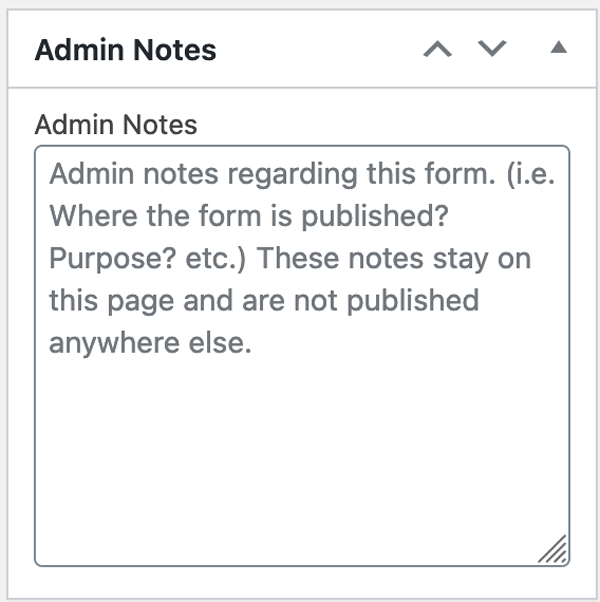 Admin Notes
Admin Notes
Admin notes regarding this form. (i.e.
Where the form is published?
Purpose? etc.) These notes stay on
this page and are not published
anywhere else.